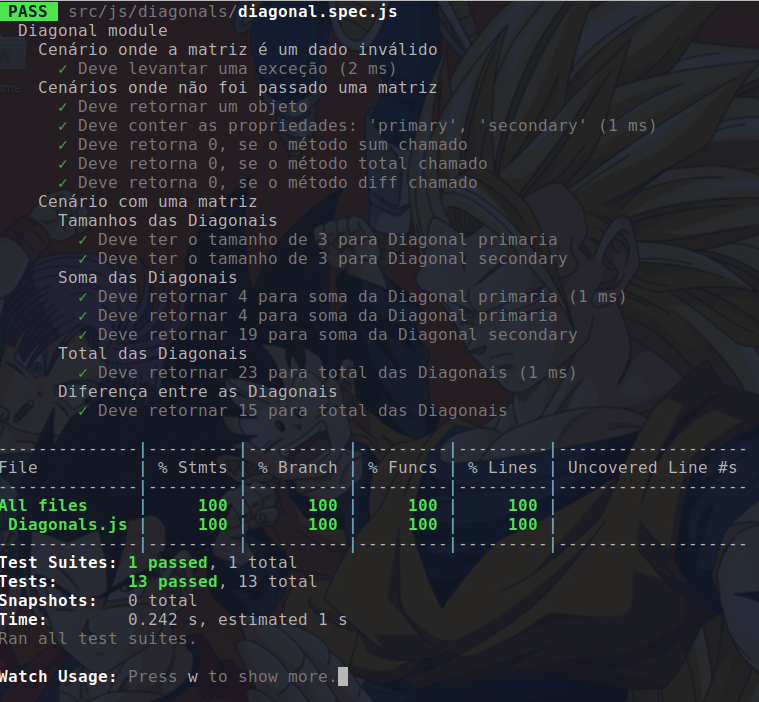 PASS src/js/diagonals/diagonal.spec.js
Diagonal module
Cenário onde a matriz é um dado inválido
✓ Deve levantar uma exceção (2 ms)
Cenários onde não foi passado uma matriz
✓ Deve retornar um objeto
✓ Deve conter as propriedades: 'primary', 'secondary' (1 ms)
✓ Deve retorna 0, se o método sum chamado
✓ Deve retorna 0, se o método total chamado
✓ Deve retorna 0, se o método diff chamado
Cenário com uma matriz
Tamanhos das Diagonais
✓ Deve ter o tamanho de 3 para Diagonal primaria
✓ Deve ter o tamanho de 3 para Diagonal secondary
Soma das Diagonais
✓ Deve retornar 4 para soma da Diagonal primaria (1 ms)
✓ Deve retornar 4 para soma da Diagonal primaria
✓ Deve retornar 19 para soma da Diagonal secondary
Total das Diagonais
✓ Deve retornar 23 para total das Diagonais (1 ms)
Diferença entre as Diagonais
✓ Deve retornar 15 para total das Diagonais
--------------|---------|----------|---------|---------|-------------------
File | % Stmts | % Branch | % Funcs | % Lines | Uncovered Line #s
--------------|---------|----------|---------|---------|-------------------
All files | 100 | 100 | 100 | 100 |
Diagonals.js | 100 | 100 | 100 | 100 |
--------------|---------|----------|---------|---------|-------------------
Test Suites: 1 passed, 1 total
Tests: 13 passed, 13 total
Snapshots: 0 total
Time: 0.242 s, estimated 1 s
Ran all test suites.
Watch Usage: Press w to show more.